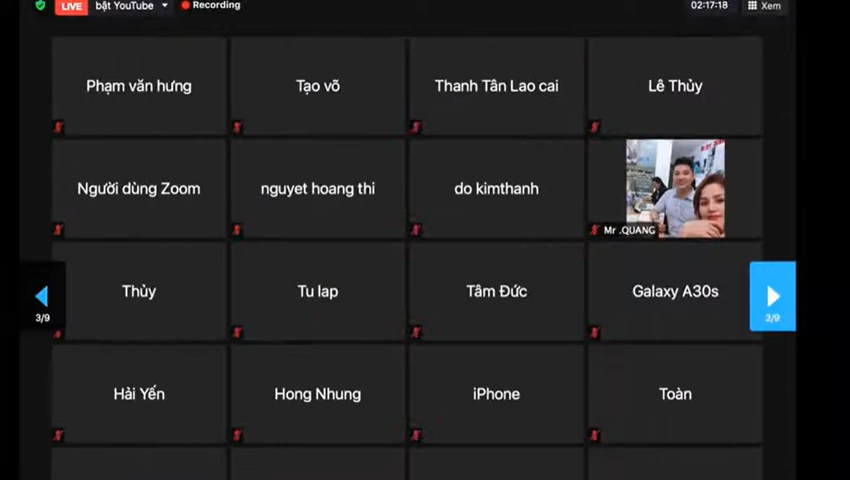 LIVE bật YouTube Recording 02:17:18 Xem
Phạm văn hưng
Tạo võ
Thanh Tân Lao cai
Lê Thủy
Người dùng Zoom
nguyet hoang thi
do kimthanh
Mr .QUANG
Thủy
Tu lap
Tâm Đức
Galaxy A30s
3/9
3/9
Hải Yến
Hong Nhung
iPhone
Toàn